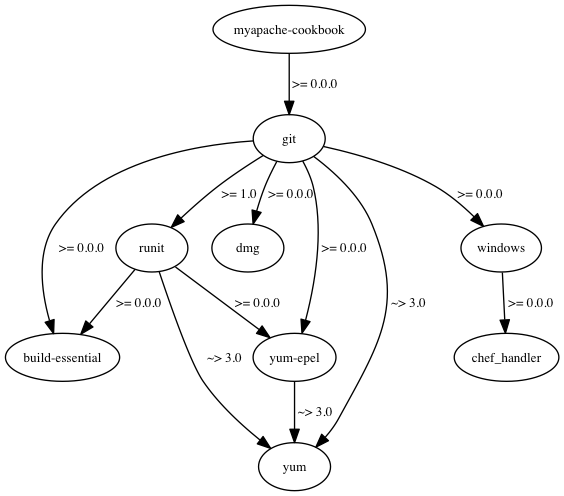 myapache-cookbook
>= 0.0.0
git
>= 1.0
>= 0.0.0
>= 0.0.0
>= 0.0.0
>= 0.0.0
~> 3.0
runit
dmg
windows
>= 0.0.0
>= 0.0.0
>= 0.0.0
~> 3.0
build-essential
yum-epel
chef_handler
~> 3.0
yum